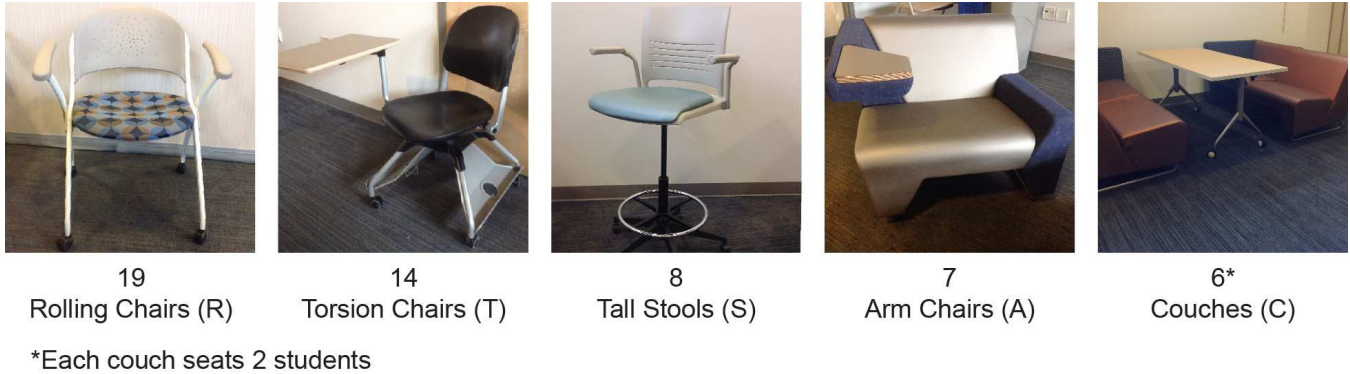 19
Rolling Chairs (R)
14
Torsion Chairs (T)
8
Tall Stools (S)
7
Arm Chairs (A)
6*
Couches (C)
*Each couch seats 2 students